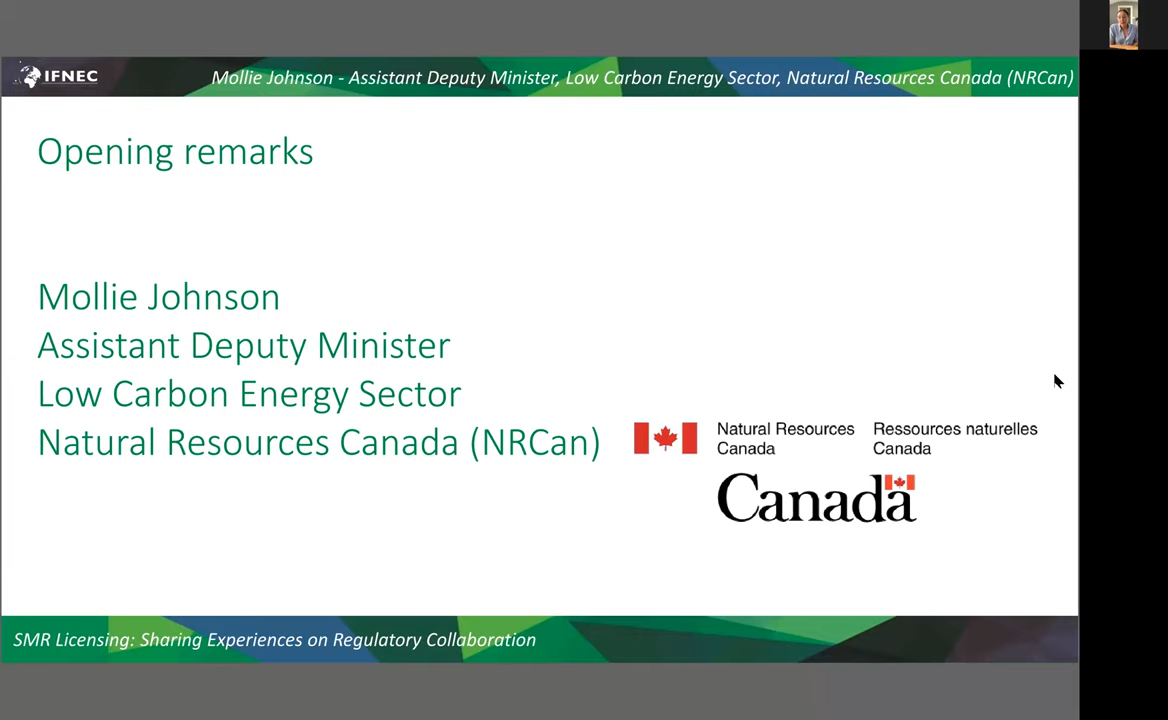 IFNEC
Mollie Johnson - Assistant Deputy Minister, Low Carbon Energy Sector, Natural Resources Canada (NRCan)
Opening remarks
Mollie Johnson
Assistant Deputy Minister
Low Carbon Energy Sector
Natural Resources Canada (NRCan)
Natural Resources
Canada
Ressources naturelles
Canada
Canada
SMR Licensing: Sharing Experiences on Regulatory Collaboration